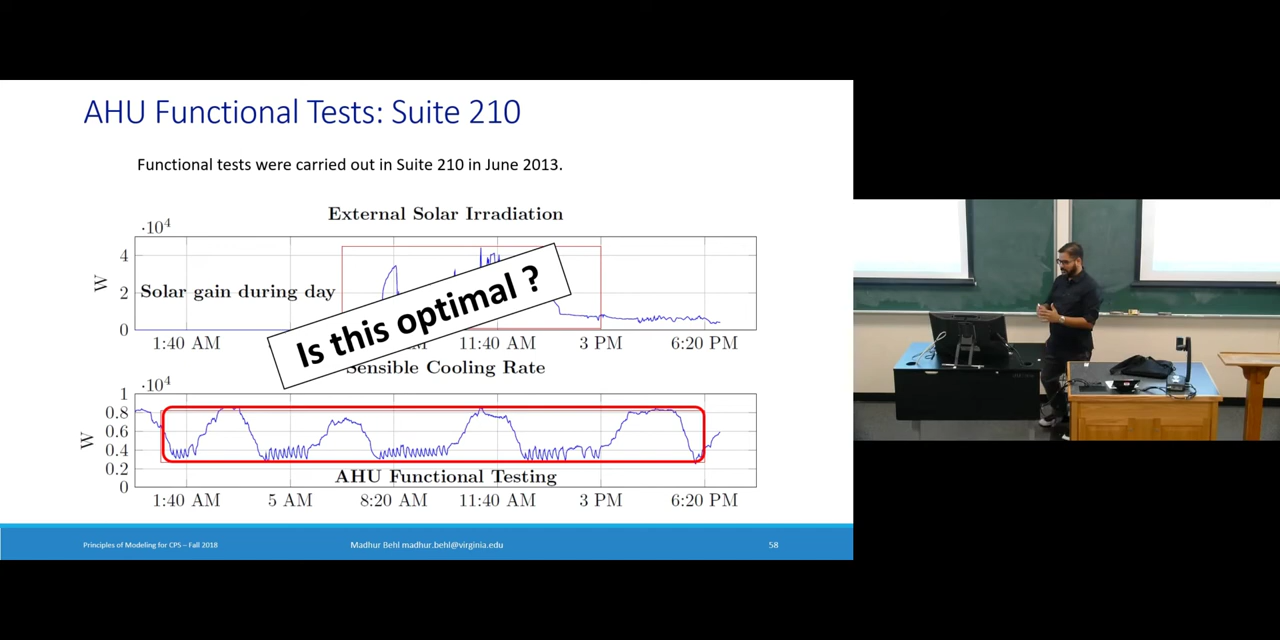 AHU Functional Tests: Suite 210
Functional tests were carried out in Suite 210 in June 2013.
External Solar Irradiation
·10⁴
4
2
0
W
Solar gain during day
1:40 AM
11:40 AM
3 PM
6:20 PM
Is this optimal ?
Sensible Cooling Rate
·10⁴
1
0.8
0.6
0.4
0.2
0
W
AHU Functional Testing
1:40 AM
5 AM
8:20 AM
11:40 AM
3 PM
6:20 PM
Principles of Modeling for CPS – Fall 2018
Madhur Behl madhur.behl@virginia.edu
58